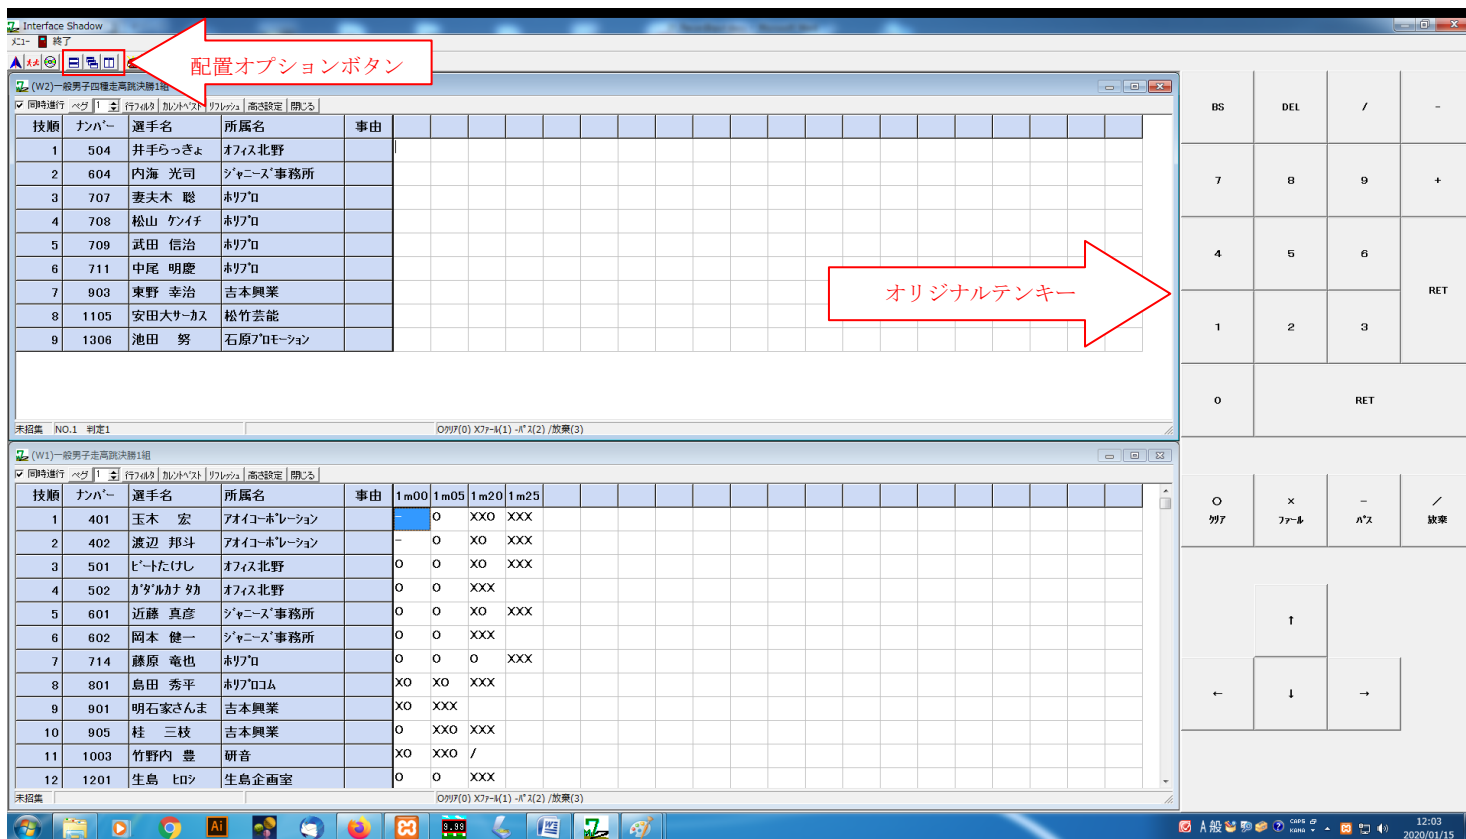 Interface Shadow
ﾒﾆｭｰ 終了
配置オプションボタン
(W2)一般男子四種走高跳決勝1組
同時進行 ペグ 1 行フィルタ ｶﾚﾝﾄﾍﾞｽﾄ ﾘﾌﾚｯｼｭ 高さ設定 閉じる
技順 ﾅﾝﾊﾞｰ 選手名 所属名 事由
1 504 井手らっきょ ｵﾌｨｽ北野
2 604 内海 光司 ｼﾞｬﾆｰｽﾞ事務所
3 707 妻夫木 聡 ﾎﾘﾌﾟﾛ
4 708 松山 ケンイチ ﾎﾘﾌﾟﾛ
5 709 武田 信治 ﾎﾘﾌﾟﾛ
6 711 中尾 明慶 ﾎﾘﾌﾟﾛ
7 903 東野 幸治 吉本興業
8 1105 安田大ｻｰｶｽ 松竹芸能
9 1306 池田 努 石原ﾌﾟﾛﾓｰｼｮﾝ
未招集 NO.1 判定1 Oｸﾘｱ(0) Xﾌｧｰﾙ(1) -ﾊﾟｽ(2) /放棄(3)
オリジナルテンキー
(W1)一般男子走高跳決勝1組
同時進行 ペグ 1 行フィルタ ｶﾚﾝﾄﾍﾞｽﾄ ﾘﾌﾚｯｼｭ 高さ設定 閉じる
技順 ﾅﾝﾊﾞｰ 選手名 所属名 事由 1m00 1m05 1m20 1m25
1 401 玉木 宏 ｱｵｲｺｰﾎﾟﾚｰｼｮﾝ - O XXO XXX
2 402 渡辺 邦斗 ｱｵｲｺｰﾎﾟﾚｰｼｮﾝ - O XO XXX
3 501 ﾋﾞｰﾄたけし ｵﾌｨｽ北野 O O XO XXX
4 502 ｶﾞﾀﾞﾙｶﾅ ﾀｶ ｵﾌｨｽ北野 O O XXX
5 601 近藤 真彦 ｼﾞｬﾆｰｽﾞ事務所 O O XO XXX
6 602 岡本 健一 ｼﾞｬﾆｰｽﾞ事務所 O O XXX
7 714 藤原 竜也 ﾎﾘﾌﾟﾛ O O O XXX
8 801 島田 秀平 ﾎﾘﾌﾟﾛｺﾑ XO XO XXX
9 901 明石家さんま 吉本興業 XO XXX
10 905 桂 三枝 吉本興業 O XXO XXX
11 1003 竹野内 豊 研音 XO XXO /
12 1201 生島 ﾋﾛｼ 生島企画室 O O XXX
未招集 Oｸﾘｱ(0) Xﾌｧｰﾙ(1) -ﾊﾟｽ(2) /放棄(3)
BS DEL / -
7 8 9 +
4 5 6
RET
1 2 3
0 RET
○ × － ／
ｸﾘｱ ﾌｧｰﾙ ﾊﾟｽ 放棄
↑
← ↓ →
Ai
9.99
A 般 CAPS KANA
12:03
2020/01/15